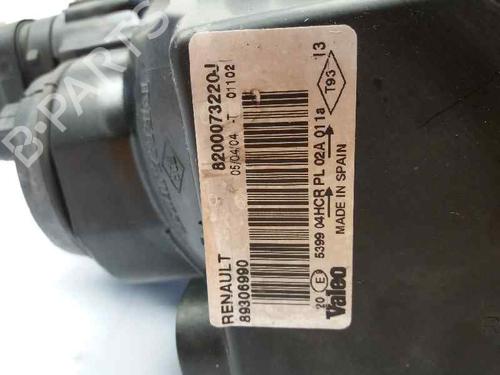 RENAULT 8200073220J
05/04/04 -T 01102
89306990
Valeo
20 E
5399 04HCR PL 02A 011a
MADE IN SPAIN
T93
13
B-PARTS